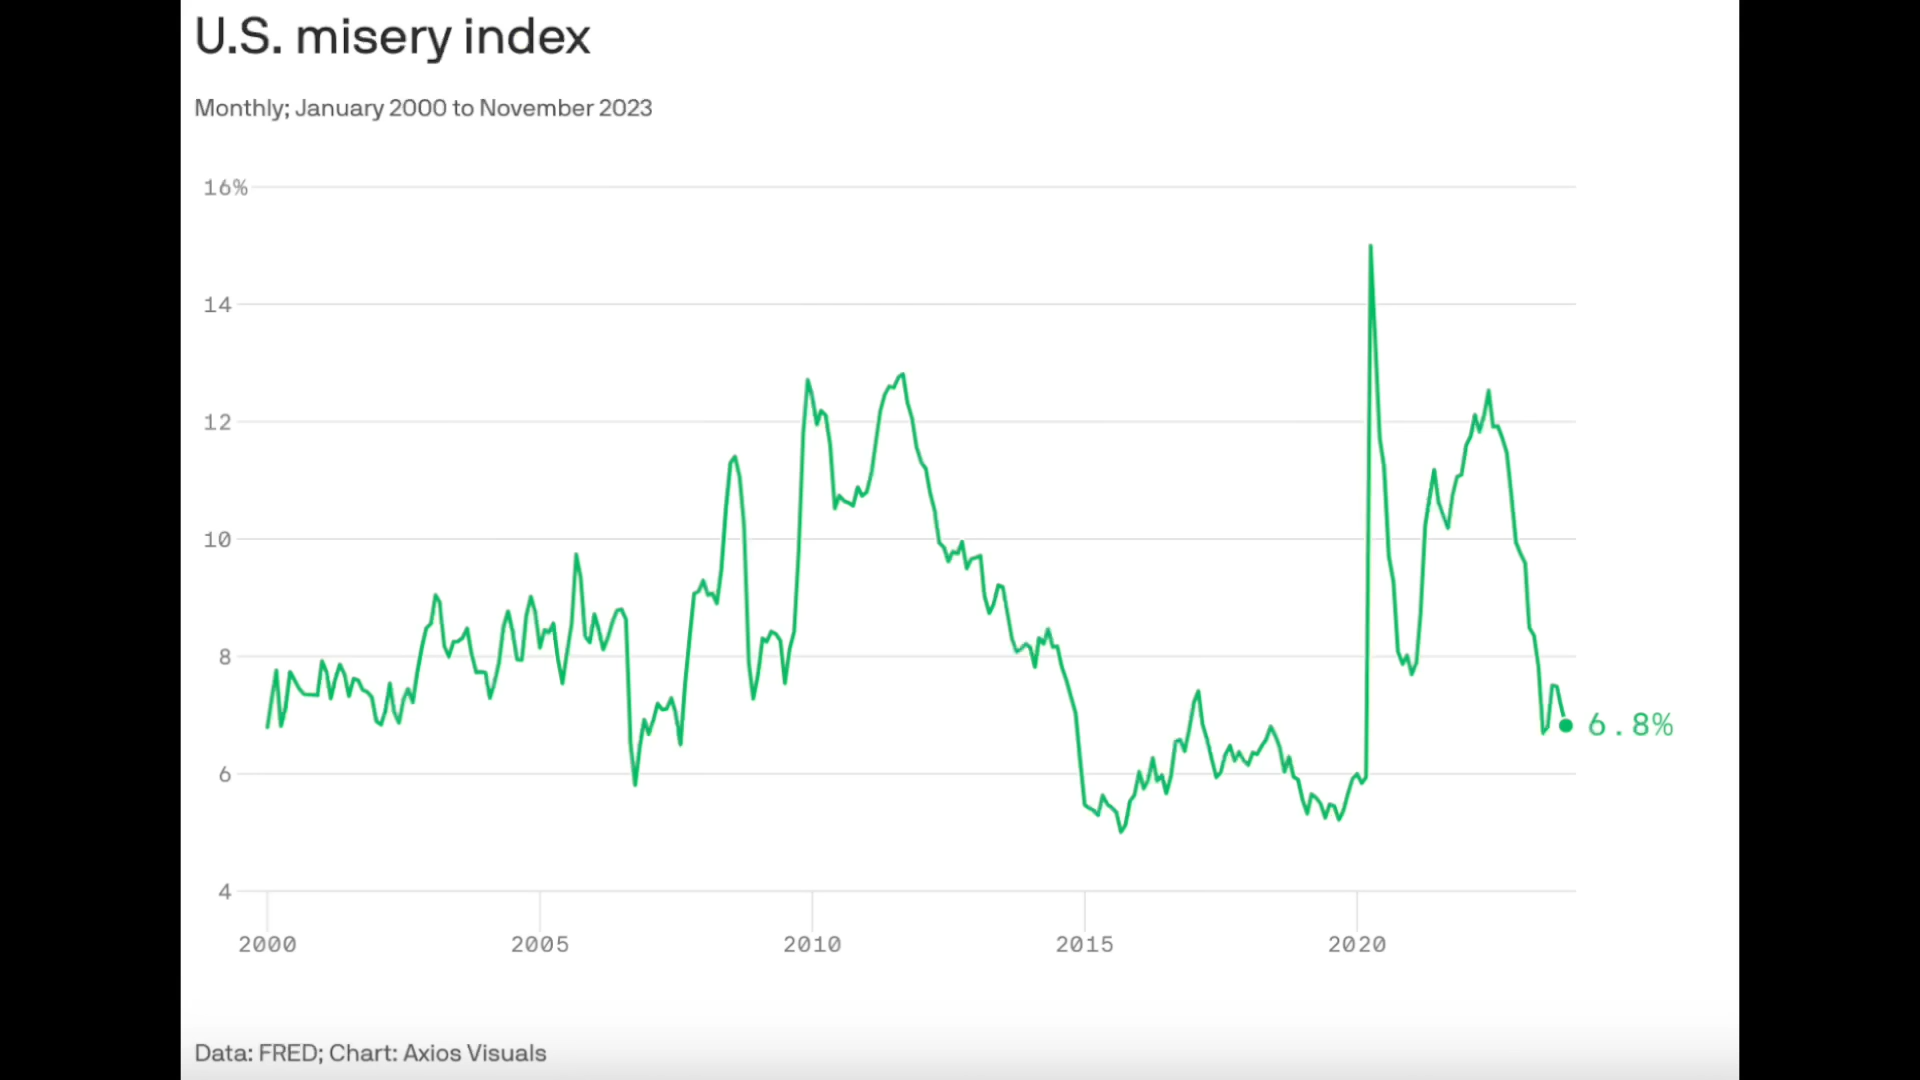 U.S. misery index
Monthly; January 2000 to November 2023
16%
14
12
10
8
6
4
6.8%
2000 2005 2010 2015 2020
Data: FRED; Chart: Axios Visuals